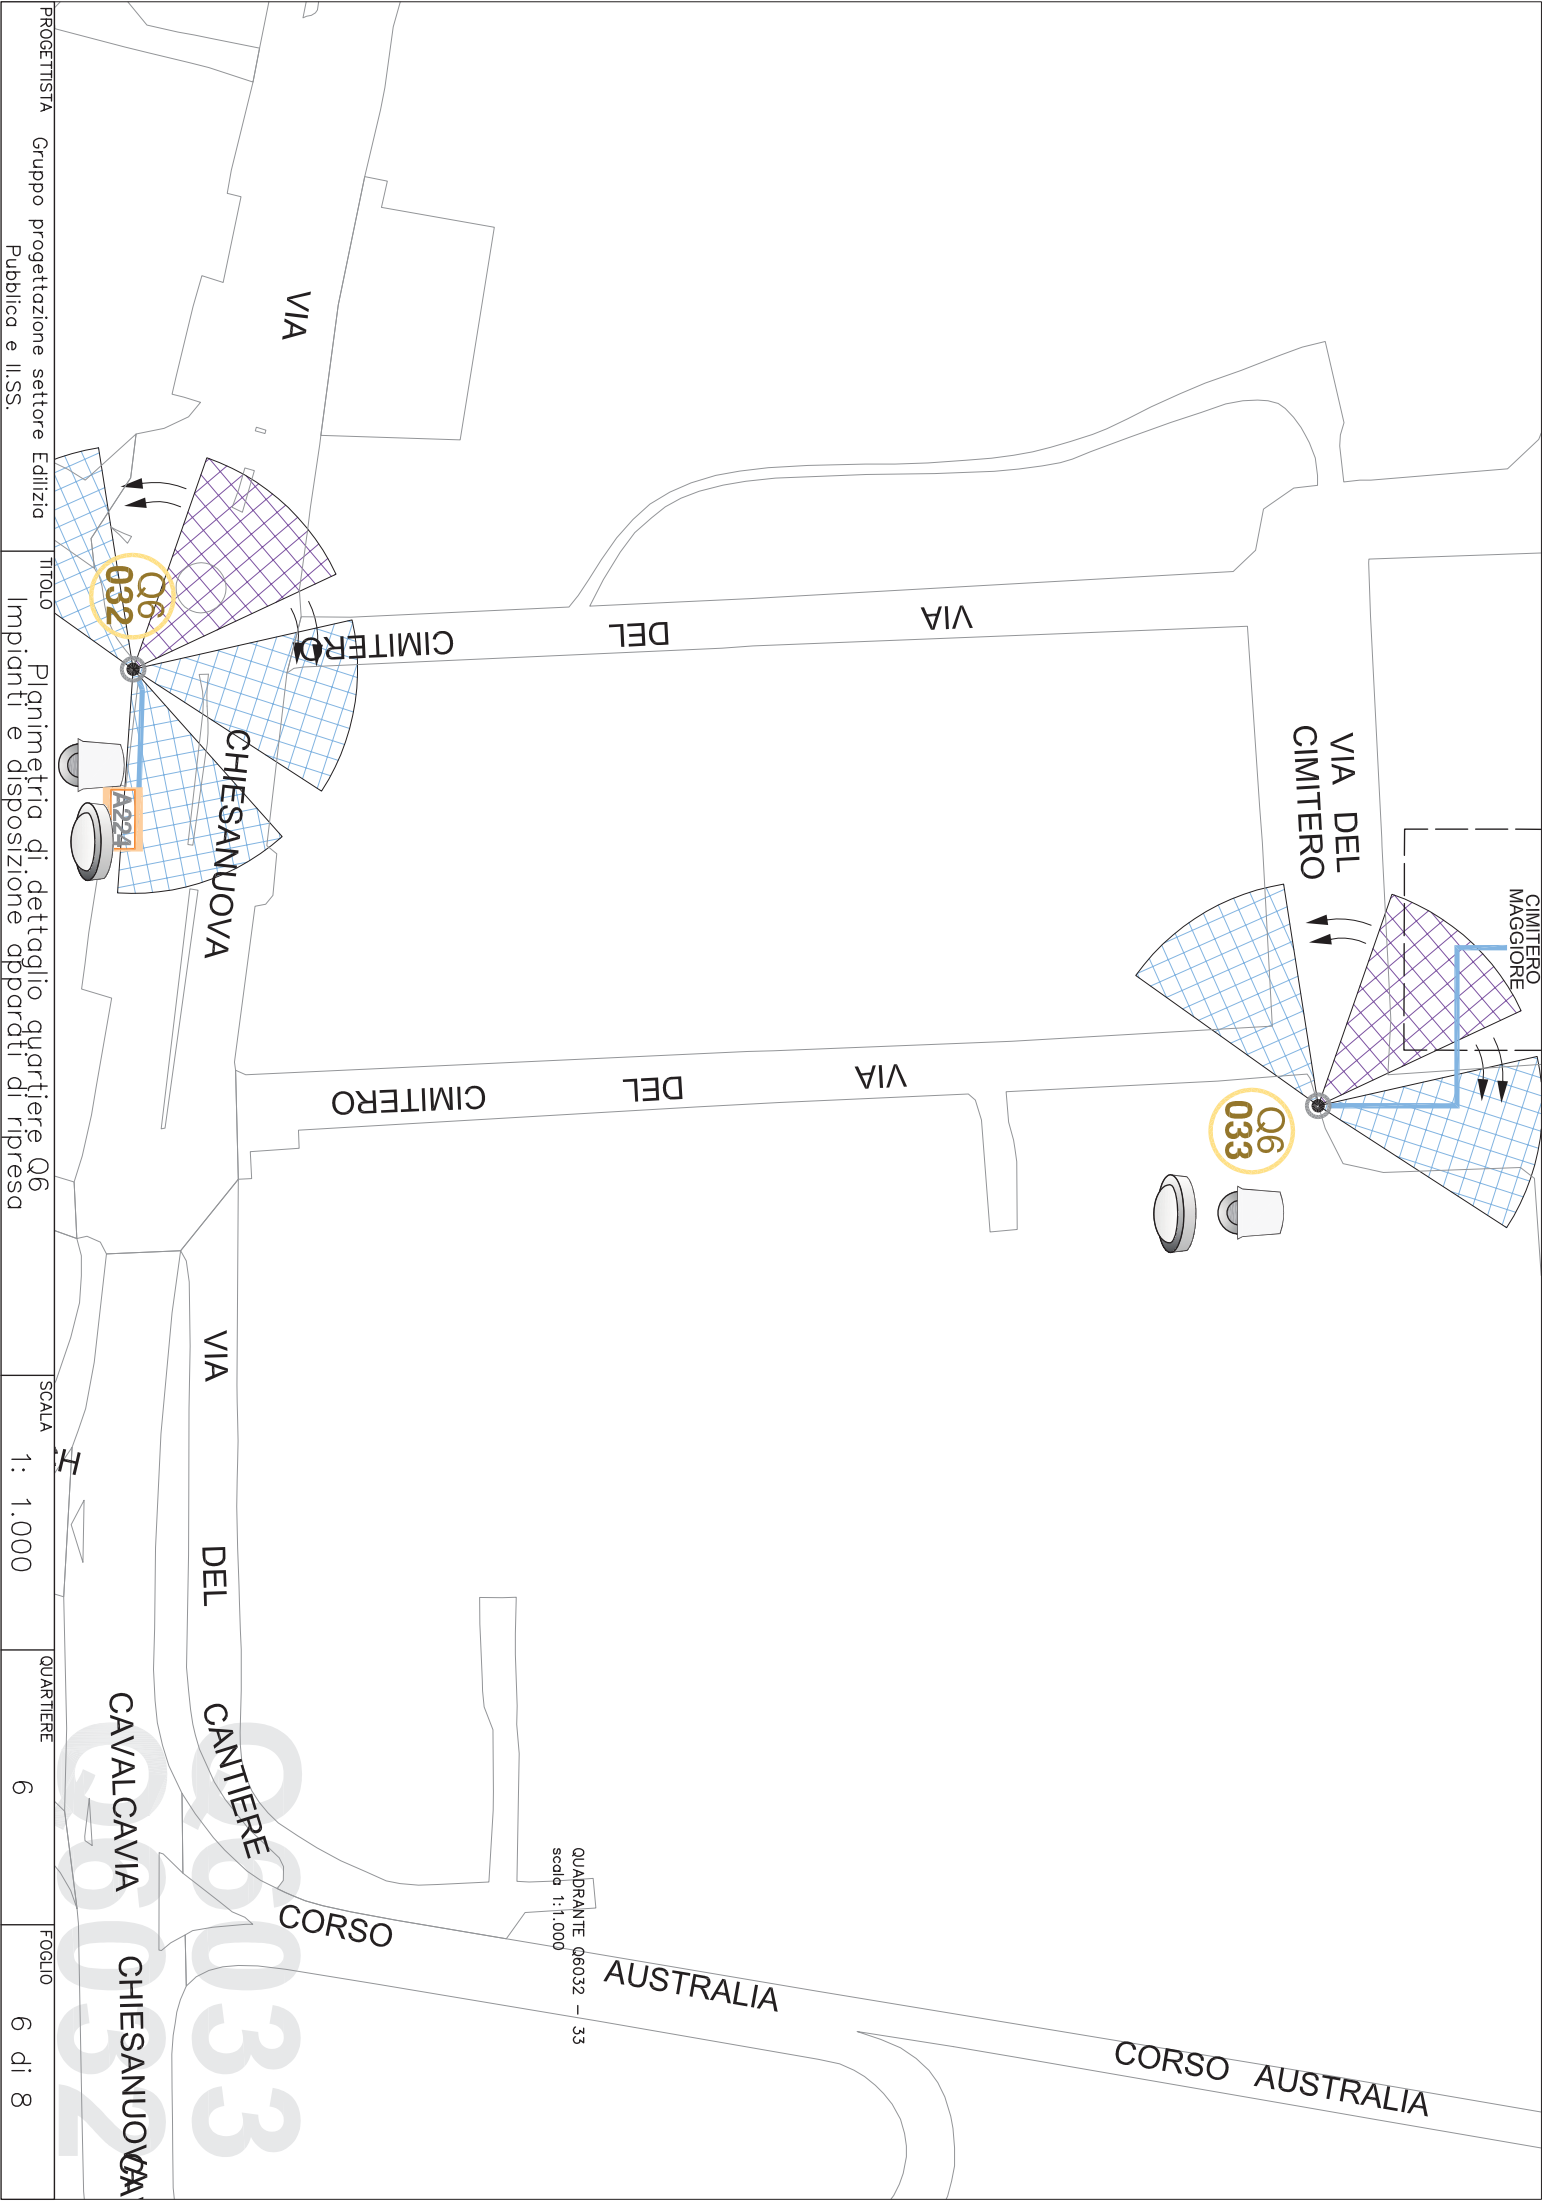 CIMITERO
MAGGIORE
VIA DEL
CIMITERO
Q6
033
VIA
DEL
CIMITERO
VIA
DEL
CIMITERO
VIA
CHIESANUOVA
Q6
032
A224
VIA
DEL
CANTIERE
CORSO
AUSTRALIA
CORSO AUSTRALIA
QUADRANTE Q6032 - 33
scala 1:1.000
CAVALCAVIA
CHIESANUOVA
Q6033
Q6032
PROGETTISTA
Gruppo progettazione settore Edilizia
Pubblica e II.SS.
TITOLO
Planimetria di dettaglio quartiere Q6
Impianti e disposizione apparati di ripresa
SCALA
1: 1.000
QUARTIERE
6
FOGLIO
6 di 8